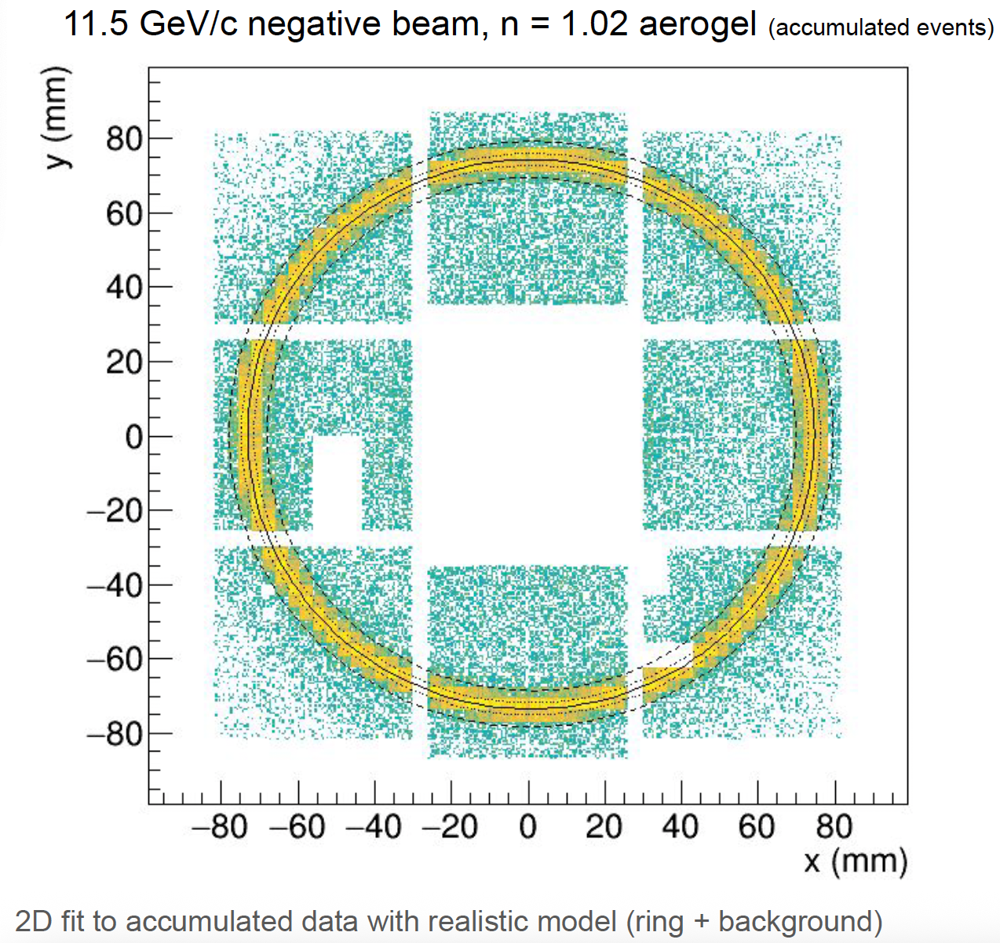 11.5 GeV/c negative beam, n = 1.02 aerogel (accumulated events)
y (mm)
80
60
40
20
0
−20
−40
−60
−80
−80 −60 −40 −20 0 20 40 60 80
x (mm)
2D fit to accumulated data with realistic model (ring + background)